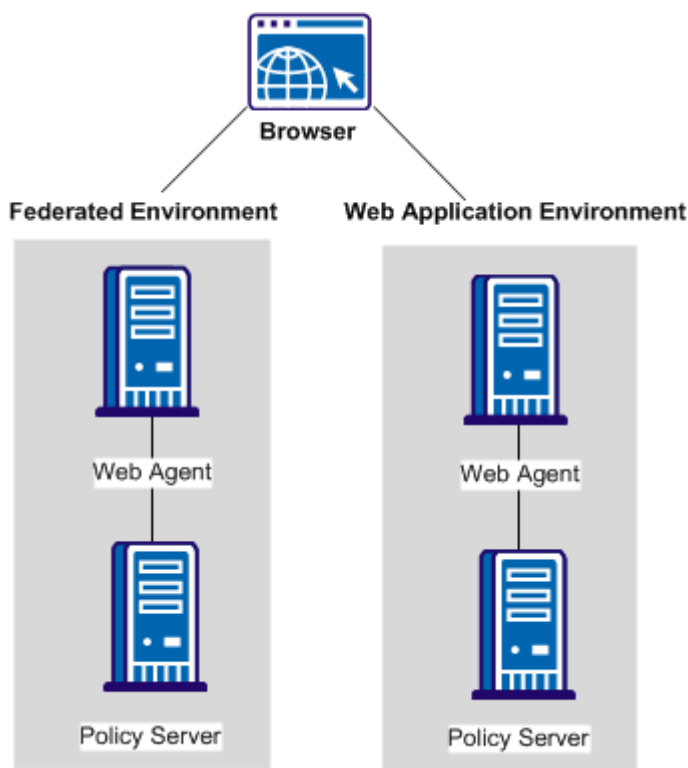 Browser
Federated Environment
Web Application Environment
Web Agent
Web Agent
Policy Server
Policy Server